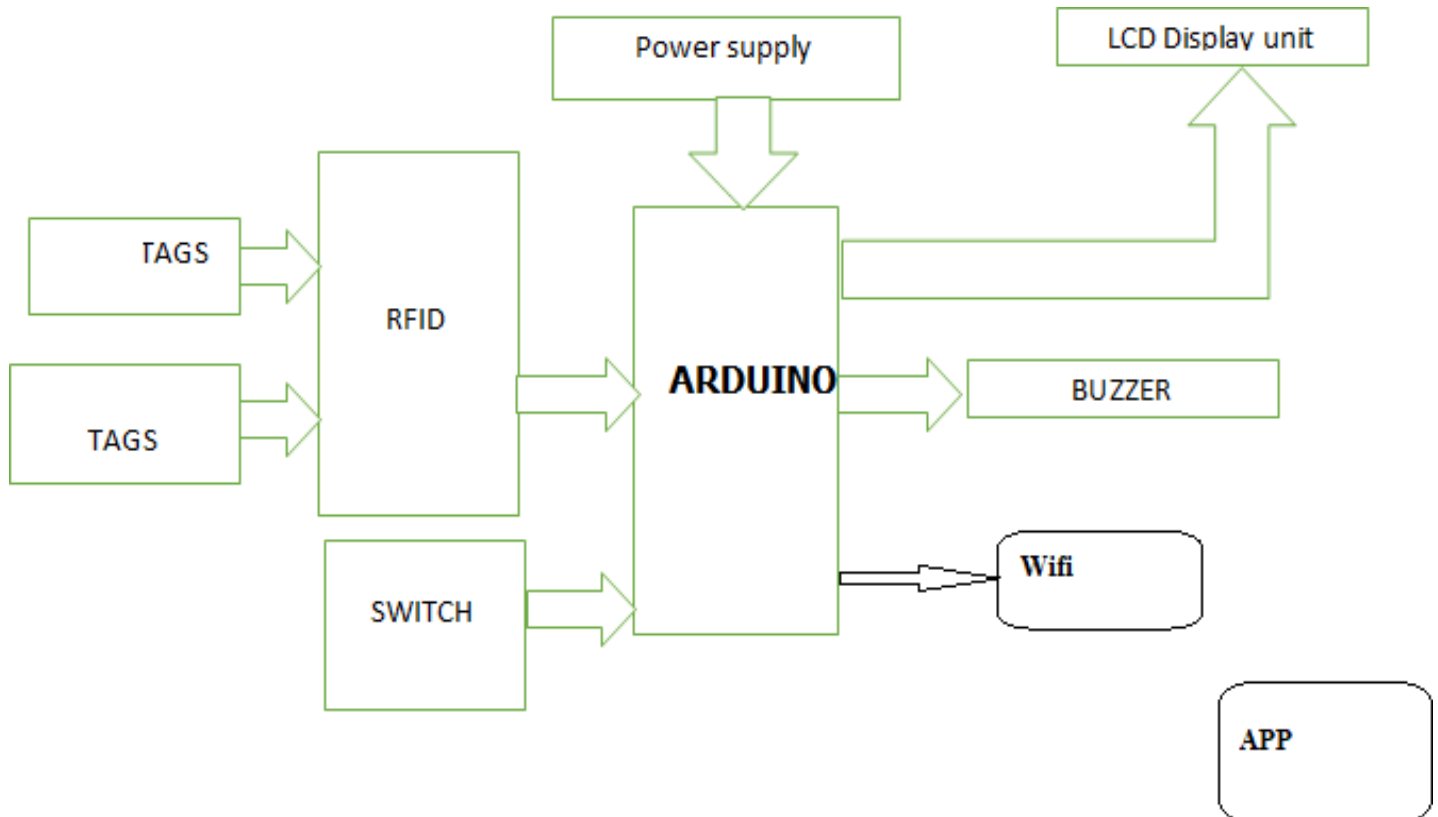 Power supply
LCD Display unit
TAGS
RFID
ARDUINO
TAGS
BUZZER
SWITCH
Wifi
APP